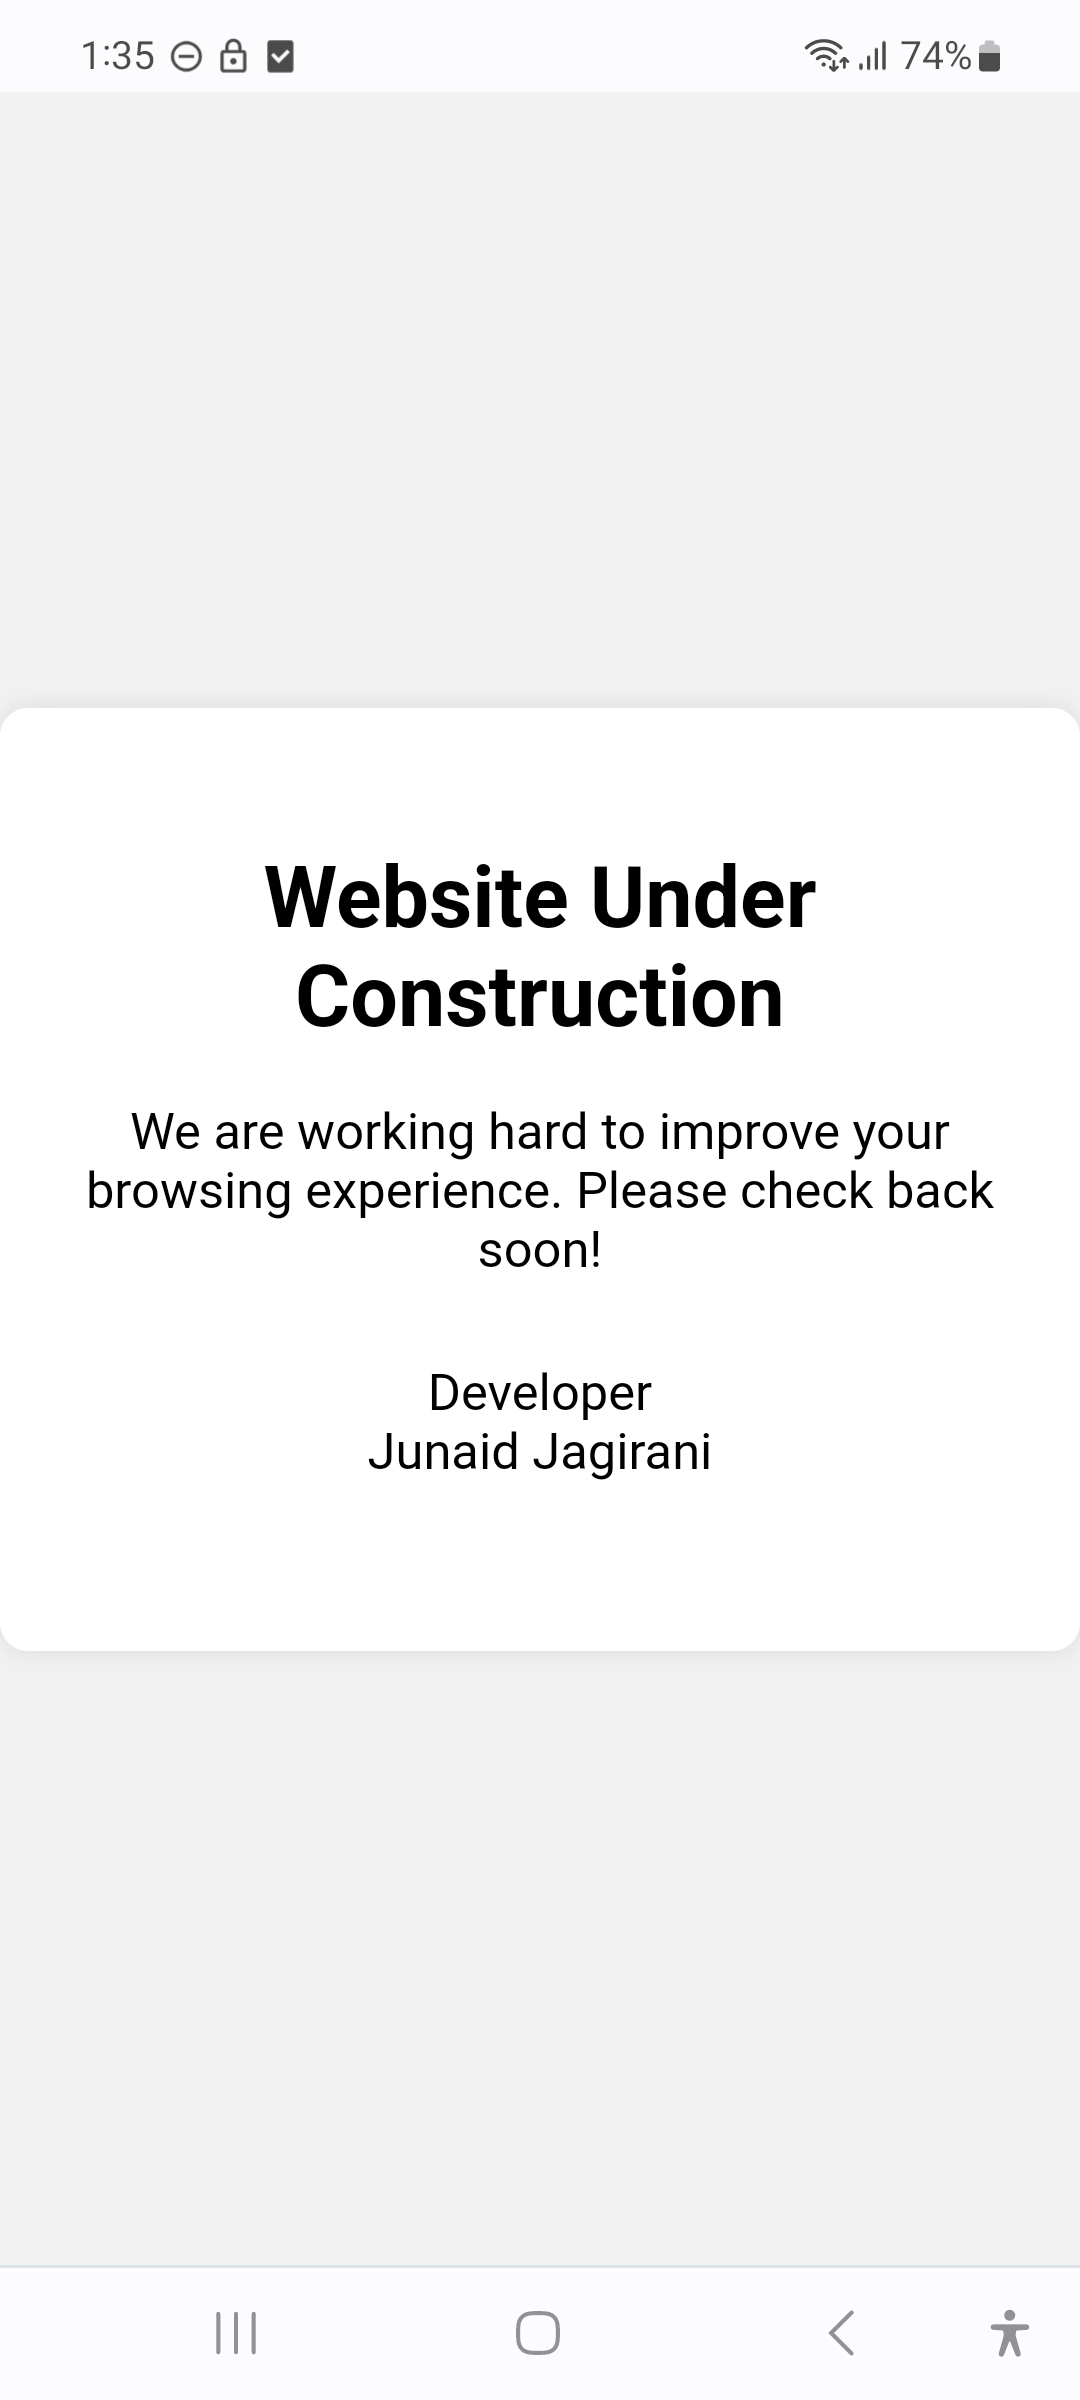 1:35
74%
Website Under
Construction
We are working hard to improve your
browsing experience. Please check back
soon!
Developer
Junaid Jagirani